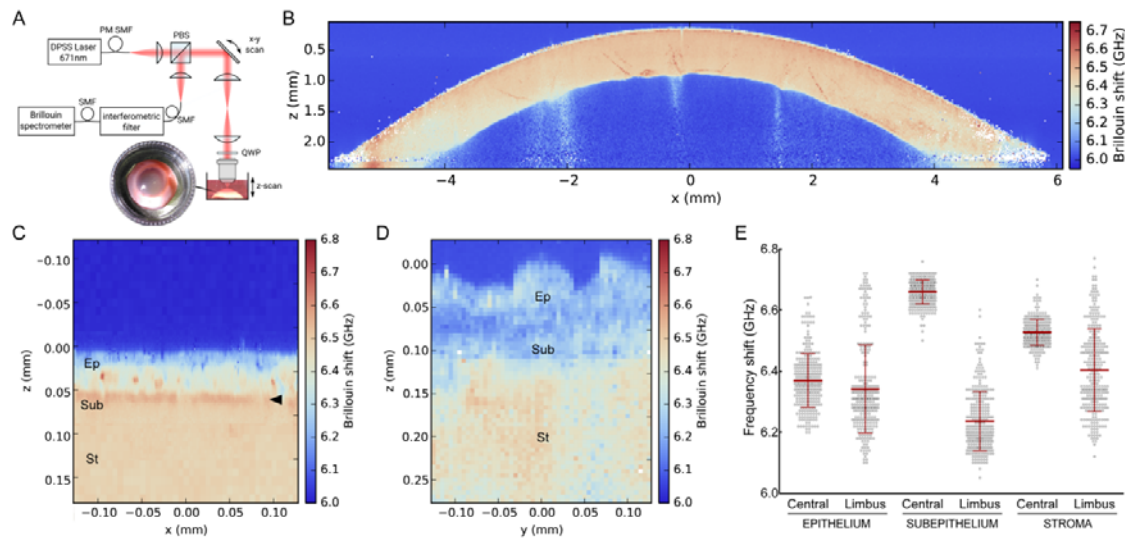 A
PM SMF
DPSS Laser
671nm
PBS
x-y
scan
SMF
Brillouin
spectrometer
interferometric
filter
SMF
QWP
z-scan
B
0.5
1.0
1.5
2.0
z (mm)
−4
−2
0
2
4
6
x (mm)
6.7
6.6
6.5
6.4
6.3
6.2
6.1
6.0
Brillouin shift (GHz)
C
−0.10
−0.05
0.00
0.05
0.10
0.15
z (mm)
Ep
Sub
St
−0.10
−0.05
0.00
0.05
0.10
x (mm)
6.8
6.7
6.6
6.5
6.4
6.3
6.2
6.1
6.0
Brillouin shift (GHz)
D
0.00
0.05
0.10
0.15
0.20
0.25
z (mm)
Ep
Sub
St
−0.10
−0.05
0.00
0.05
0.10
y (mm)
6.8
6.7
6.6
6.5
6.4
6.3
6.2
6.1
6.0
Brillouin shift (GHz)
E
6.8
6.6
6.4
6.2
6.0
Frequency shift (GHz)
Central Limbus Central Limbus Central Limbus
EPITHELIUM SUBEPITHELIUM STROMA